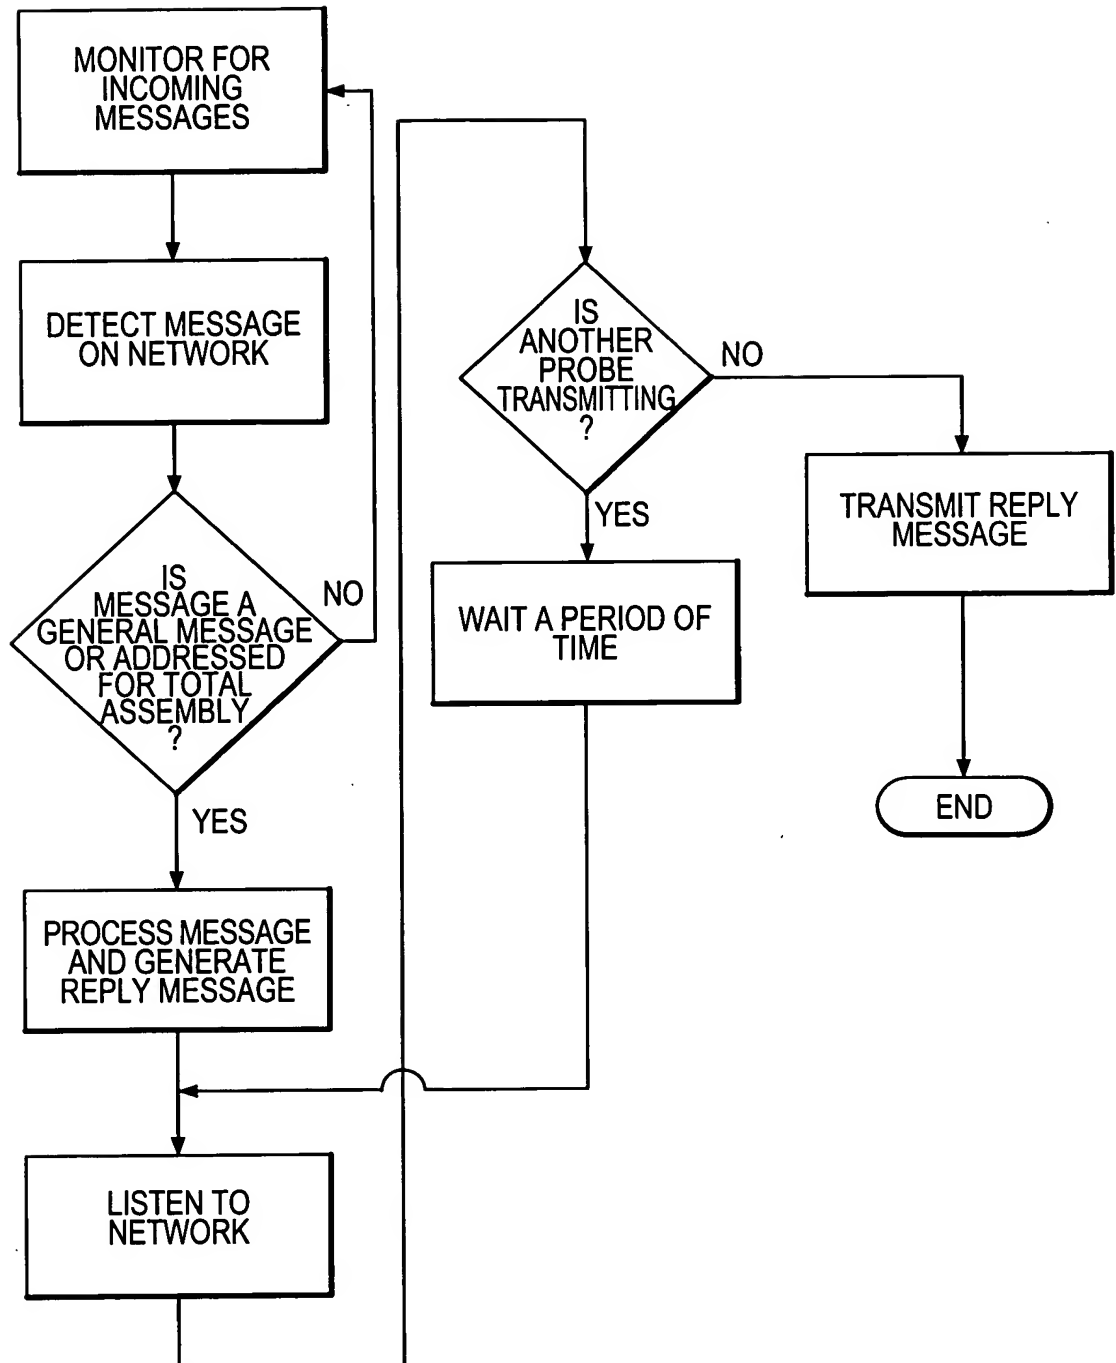 MONITOR FOR
INCOMING
MESSAGES
DETECT MESSAGE
ON NETWORK
IS
MESSAGE A
GENERAL MESSAGE
OR ADDRESSED
FOR TOTAL
ASSEMBLY
?
NO
YES
PROCESS MESSAGE
AND GENERATE
REPLY MESSAGE
LISTEN TO
NETWORK
IS
ANOTHER
PROBE
TRANSMITTING
?
NO
YES
WAIT A PERIOD OF
TIME
TRANSMIT REPLY
MESSAGE
END